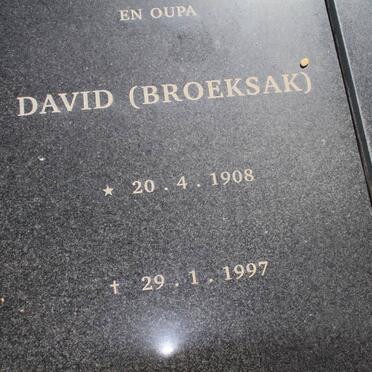 EN OUPA
DAVID (BROEKSAK)
★ 20 . 4 . 1908
† 29 . 1 . 1997